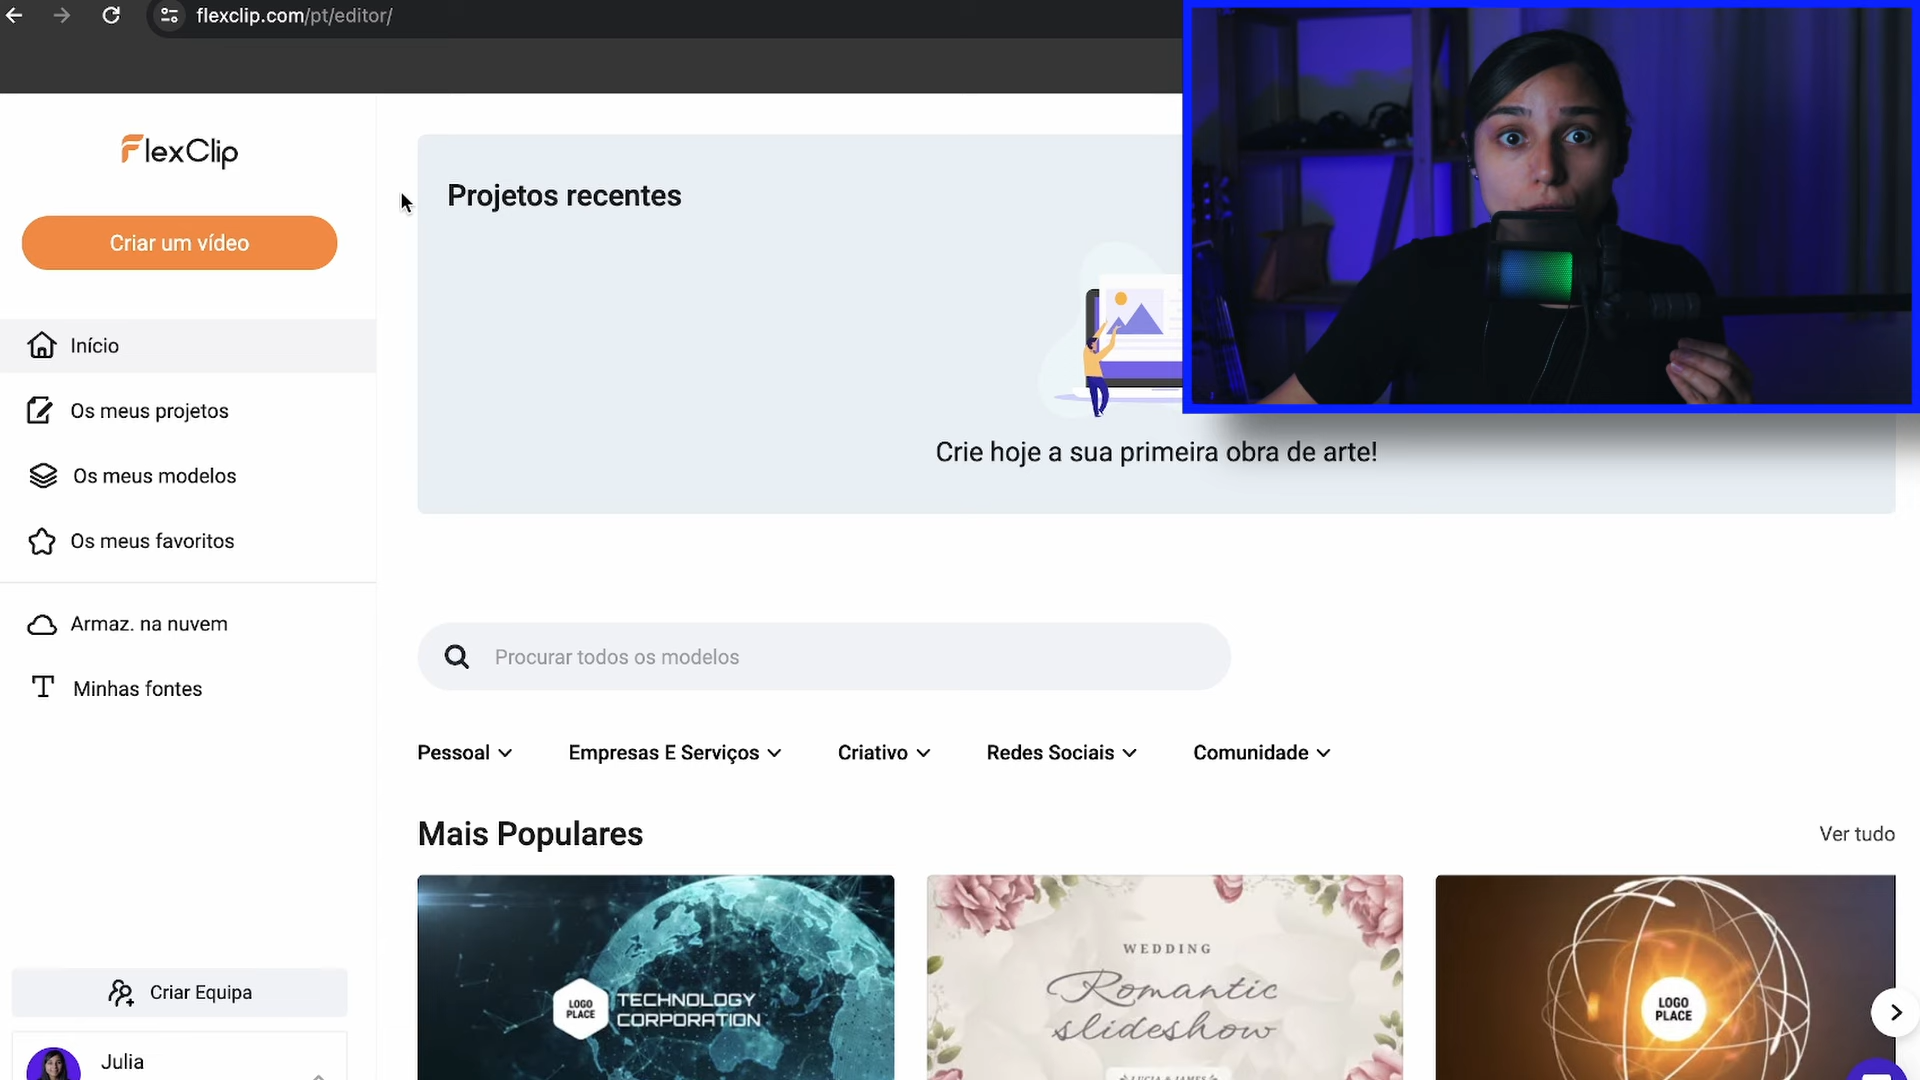 flexclip.com/pt/editor/
FlexClip
Criar um vídeo
Início
Os meus projetos
Os meus modelos
Os meus favoritos
Armaz. na nuvem
Minhas fontes
Criar Equipa
Julia
Projetos recentes
Crie hoje a sua primeira obra de arte!
Procurar todos os modelos
Pessoal
Empresas E Serviços
Criativo
Redes Sociais
Comunidade
Mais Populares
Ver tudo
LOGO
PLACE
TECHNOLOGY
CORPORATION
WEDDING
Romantic
slideshow
LUCIA & JAMES
LOGO
PLACE